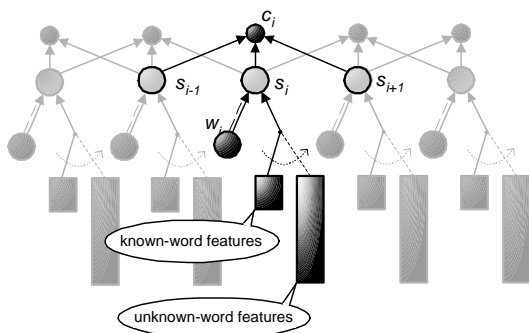 c_i
s_{i-1} s_i s_{i+1}
w_i
known-word features
unknown-word features